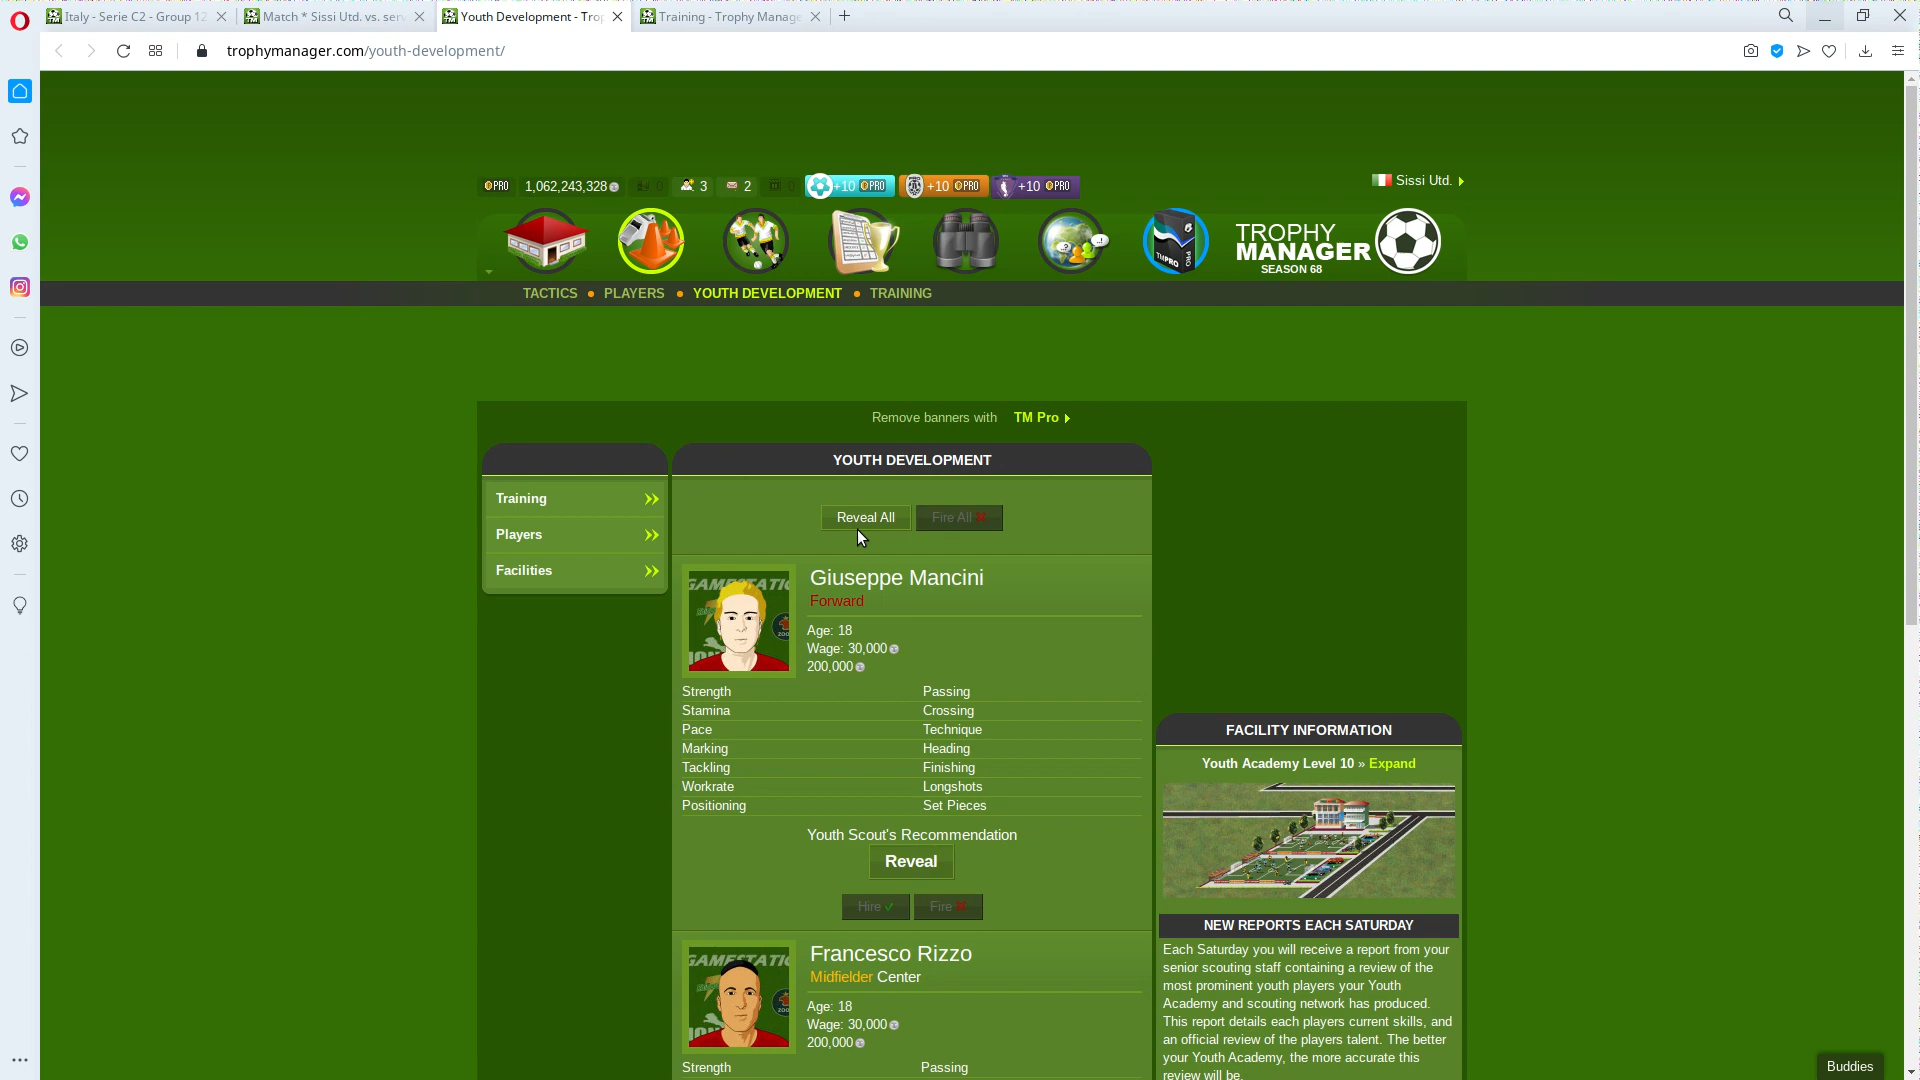 Italy - Serie C2 - Group 12
Match * Sissi Utd. vs. serv
Youth Development - Trop
Training - Trophy Manage
trophymanager.com/youth-development/
PRO 1,062,243,328 0 3 2 0 +10 PRO +10 PRO +10 PRO
Sissi Utd.
TROPHY
MANAGER
SEASON 68
TACTICS • PLAYERS • YOUTH DEVELOPMENT • TRAINING
Remove banners with TM Pro
YOUTH DEVELOPMENT
Training
Players
Facilities
Reveal All Fire All
Giuseppe Mancini
Forward
Age: 18
Wage: 30,000
200,000
Strength Passing
Stamina Crossing
Pace Technique
Marking Heading
Tackling Finishing
Workrate Longshots
Positioning Set Pieces
Youth Scout's Recommendation
Reveal
Hire Fire
Francesco Rizzo
Midfielder Center
Age: 18
Wage: 30,000
200,000
Strength Passing
FACILITY INFORMATION
Youth Academy Level 10 » Expand
NEW REPORTS EACH SATURDAY
Each Saturday you will receive a report from your
senior scouting staff containing a review of the
most prominent youth players your Youth
Academy and scouting network has produced.
This report details each players current skills, and
an official review of the players talent. The better
your Youth Academy, the more accurate this
review will be.
Buddies